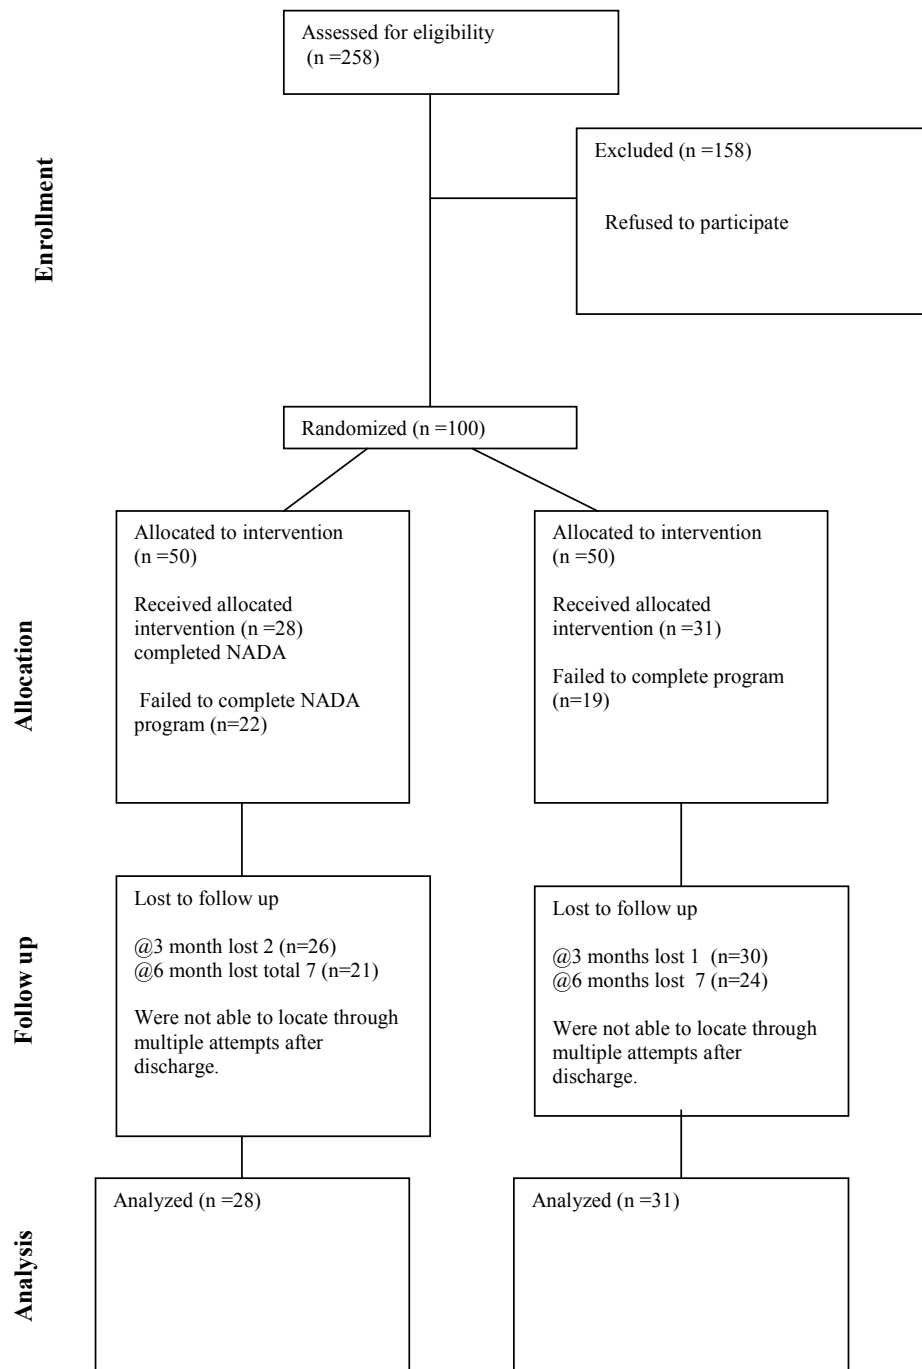 Assessed for eligibility
(n =258)
Enrollment
Excluded (n =158)
Refused to participate
Randomized (n =100)
Allocation
Allocated to intervention
(n =50)
Received allocated
intervention (n =28)
completed NADA
Failed to complete NADA
program (n=22)
Allocated to intervention
(n =50)
Received allocated
intervention (n =31)
Failed to complete program
(n=19)
Follow up
Lost to follow up
@3 month lost 2 (n=26)
@6 month lost total 7 (n=21)
Were not able to locate through
multiple attempts after
discharge.
Lost to follow up
@3 months lost 1 (n=30)
@6 months lost 7 (n=24)
Were not able to locate through
multiple attempts after
discharge.
Analysis
Analyzed (n =28)
Analyzed (n =31)